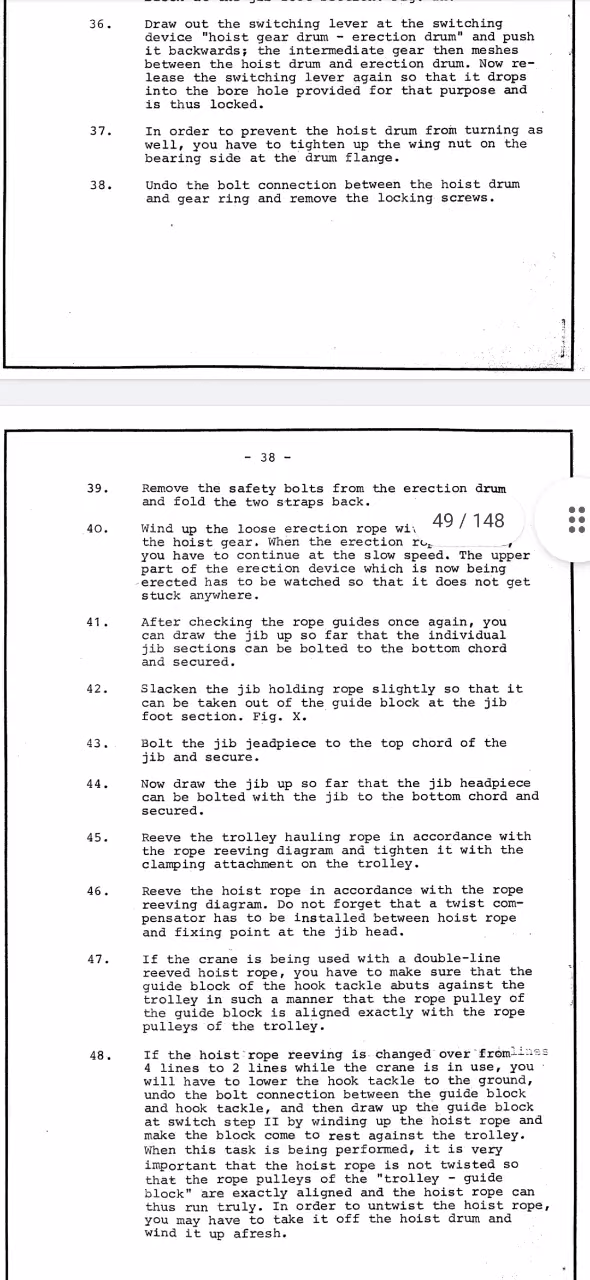 36. Draw out the switching lever at the switching
device "hoist gear drum - erection drum" and push
it backwards; the intermediate gear then meshes
between the hoist drum and erection drum. Now re-
lease the switching lever again so that it drops
into the bore hole provided for that purpose and
is thus locked.
37. In order to prevent the hoist drum from turning as
well, you have to tighten up the wing nut on the
bearing side at the drum flange.
38. Undo the bolt connection between the hoist drum
and gear ring and remove the locking screws.
- 38 -
39. Remove the safety bolts from the erection drum
and fold the two straps back.
49 / 148
40. Wind up the loose erection rope
the hoist gear. When the erection
you have to continue at the slow speed. The upper
part of the erection device which is now being
erected has to be watched so that it does not get
stuck anywhere.
41. After checking the rope guides once again, you
can draw the jib up so far that the individual
jib sections can be bolted to the bottom chord
and secured.
42. Slacken the jib holding rope slightly so that it
can be taken out of the guide block at the jib
foot section. Fig. X.
43. Bolt the jib jeadpiece to the top chord of the
jib and secure.
44. Now draw the jib up so far that the jib headpiece
can be bolted with the jib to the bottom chord and
secured.
45. Reeve the trolley hauling rope in accordance with
the rope reeving diagram and tighten it with the
clamping attachment on the trolley.
46. Reeve the hoist rope in accordance with the rope
reeving diagram. Do not forget that a twist com-
pensator has to be installed between hoist rope
and fixing point at the jib head.
47. If the crane is being used with a double-line
reeved hoist rope, you have to make sure that the
guide block of the hook tackle abuts against the
trolley in such a manner that the rope pulley of
the guide block is aligned exactly with the rope
pulleys of the trolley.
48. If the hoist rope reeving is changed over from lines
4 lines to 2 lines while the crane is in use, you
will have to lower the hook tackle to the ground,
undo the bolt connection between the guide block
and hook tackle, and then draw up the guide block
at switch step II by winding up the hoist rope and
make the block come to rest against the trolley.
When this task is being performed, it is very
important that the hoist rope is not twisted so
that the rope pulleys of the "trolley - guide
block" are exactly aligned and the hoist rope can
thus run truly. In order to untwist the hoist rope,
you may have to take it off the hoist drum and
wind it up afresh.